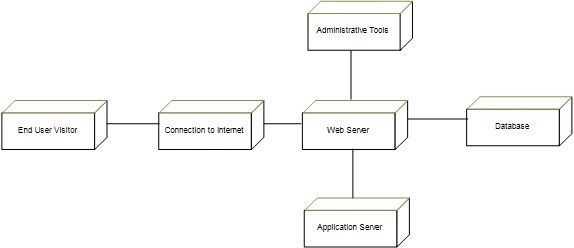 Administrative Tools
End User Visitor
Connection to Internet
Web Server
Database
Application Server